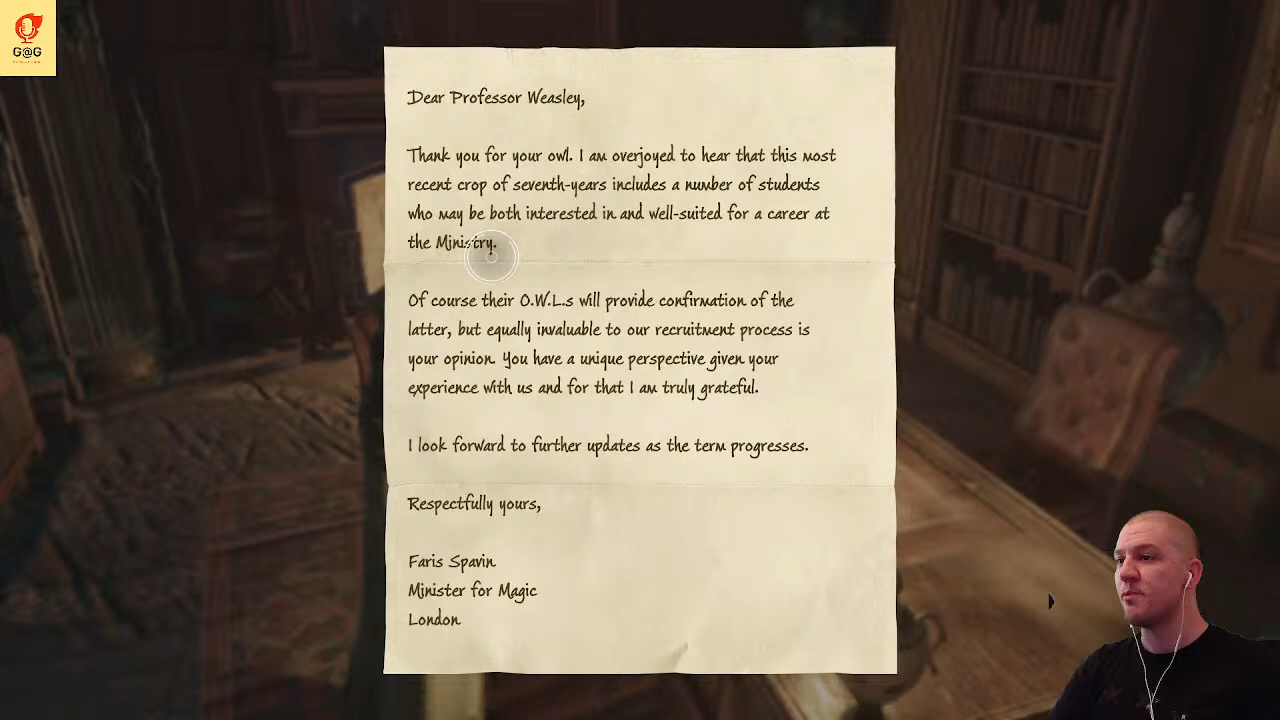 G@G
Dear Professor Weasley,
Thank you for your owl. I am overjoyed to hear that this most
recent crop of seventh-years includes a number of students
who may be both interested in and well-suited for a career at
the Ministry.
Of course their O.W.L.s will provide confirmation of the
latter, but equally invaluable to our recruitment process is
your opinion. You have a unique perspective given your
experience with us and for that I am truly grateful.
I look forward to further updates as the term progresses.
Respectfully yours,
Faris Spavin
Minister for Magic
London